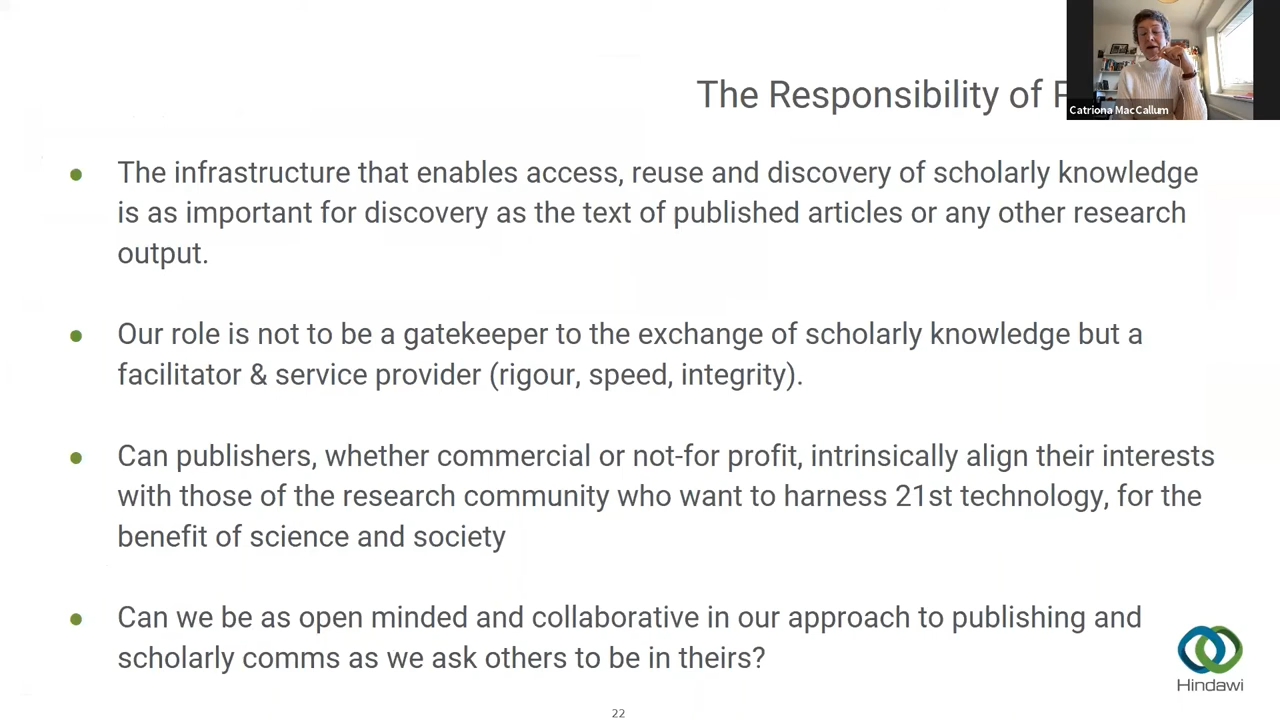 The Responsibility of
Catriona MacCallum
● The infrastructure that enables access, reuse and discovery of scholarly knowledge
is as important for discovery as the text of published articles or any other research
output.
● Our role is not to be a gatekeeper to the exchange of scholarly knowledge but a
facilitator & service provider (rigour, speed, integrity).
● Can publishers, whether commercial or not-for profit, intrinsically align their interests
with those of the research community who want to harness 21st technology, for the
benefit of science and society
● Can we be as open minded and collaborative in our approach to publishing and
scholarly comms as we ask others to be in theirs?
Hindawi
22